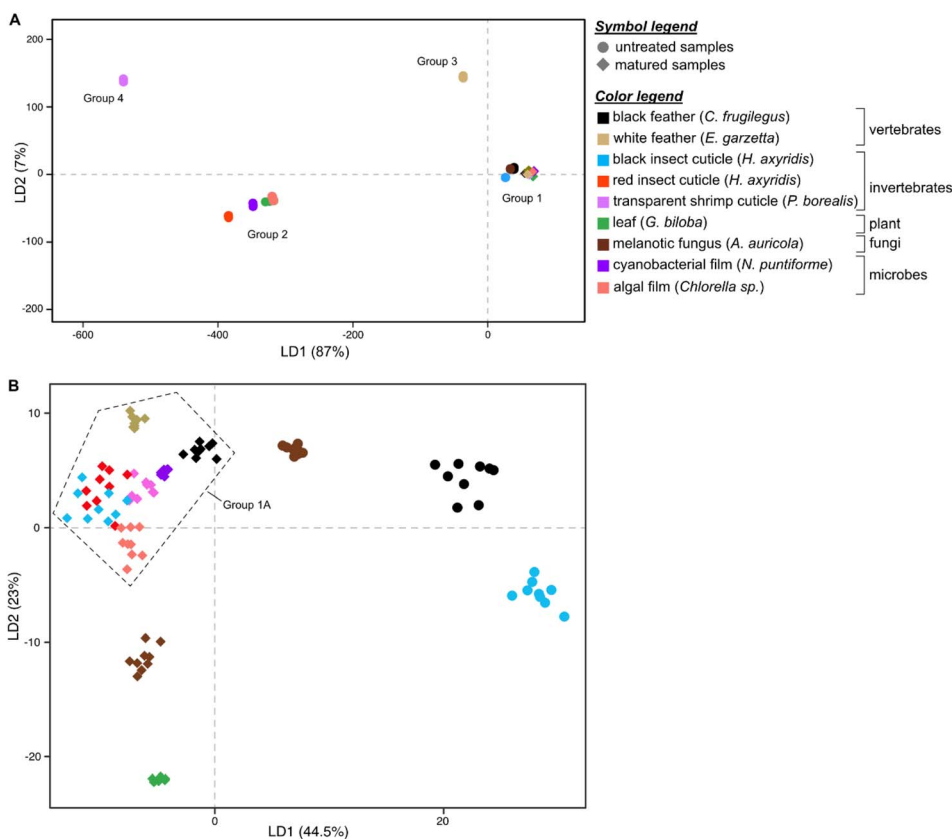 A
200
100
0
-100
-200
LD2 (7%)
Group 4
Group 3
Group 2
Group 1
-600
-400
-200
0
LD1 (87%)
Symbol legend
untreated samples
matured samples
Color legend
black feather (C. frugilegus)
white feather (E. garzetta)
vertebrates
black insect cuticle (H. axyridis)
red insect cuticle (H. axyridis)
transparent shrimp cuticle (P. borealis)
invertebrates
leaf (G. biloba)
plant
melanotic fungus (A. auricola)
fungi
cyanobacterial film (N. puntiforme)
algal film (Chlorella sp.)
microbes
B
10
0
-10
-20
LD2 (23%)
Group 1A
0
20
LD1 (44.5%)